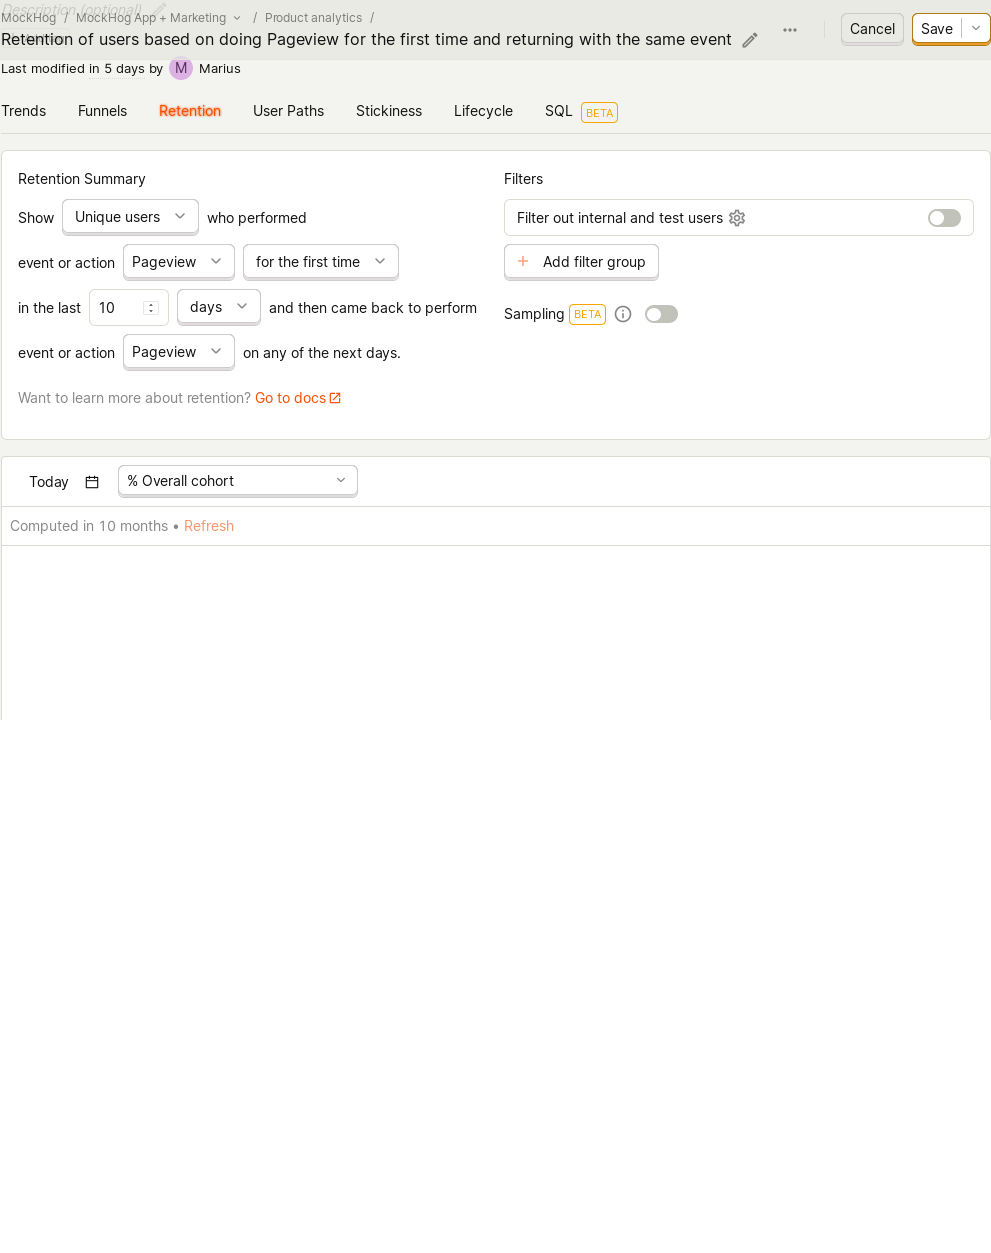 Description (optional)
MockHog / MockHog App + Marketing / Product analytics /
Retention of users based on doing Pageview for the first time and returning with the same event
Cancel
Save
Last modified in 5 days by M Marius
Trends Funnels Retention User Paths Stickiness Lifecycle SQL BETA
Retention Summary
Show Unique users who performed
event or action Pageview for the first time
in the last 10 days and then came back to perform
event or action Pageview on any of the next days.
Want to learn more about retention? Go to docs
Filters
Filter out internal and test users
+ Add filter group
Sampling BETA
Today % Overall cohort
Computed in 10 months • Refresh